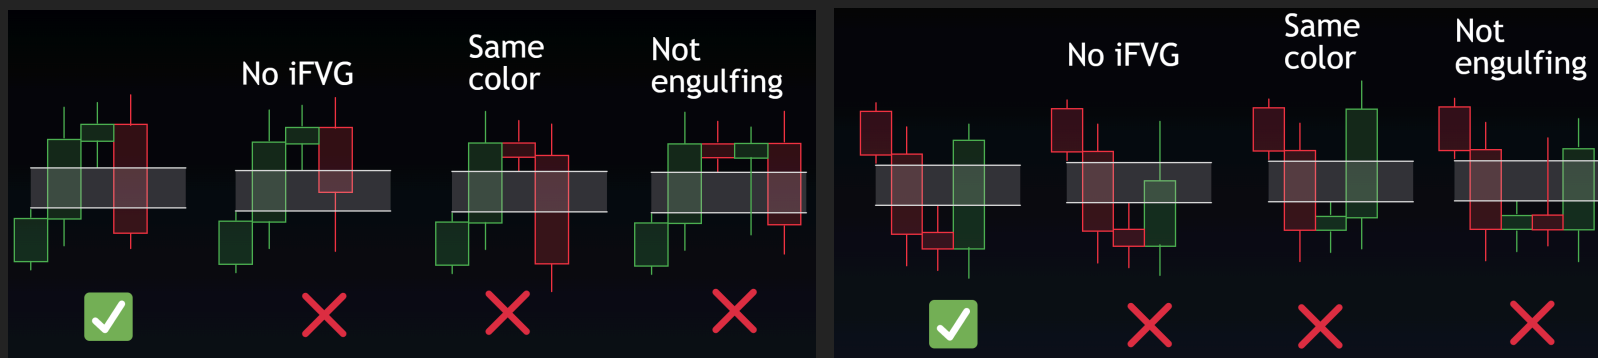 No iFVG
Same
color
Not
engulfing
No iFVG
Same
color
Not
engulfing